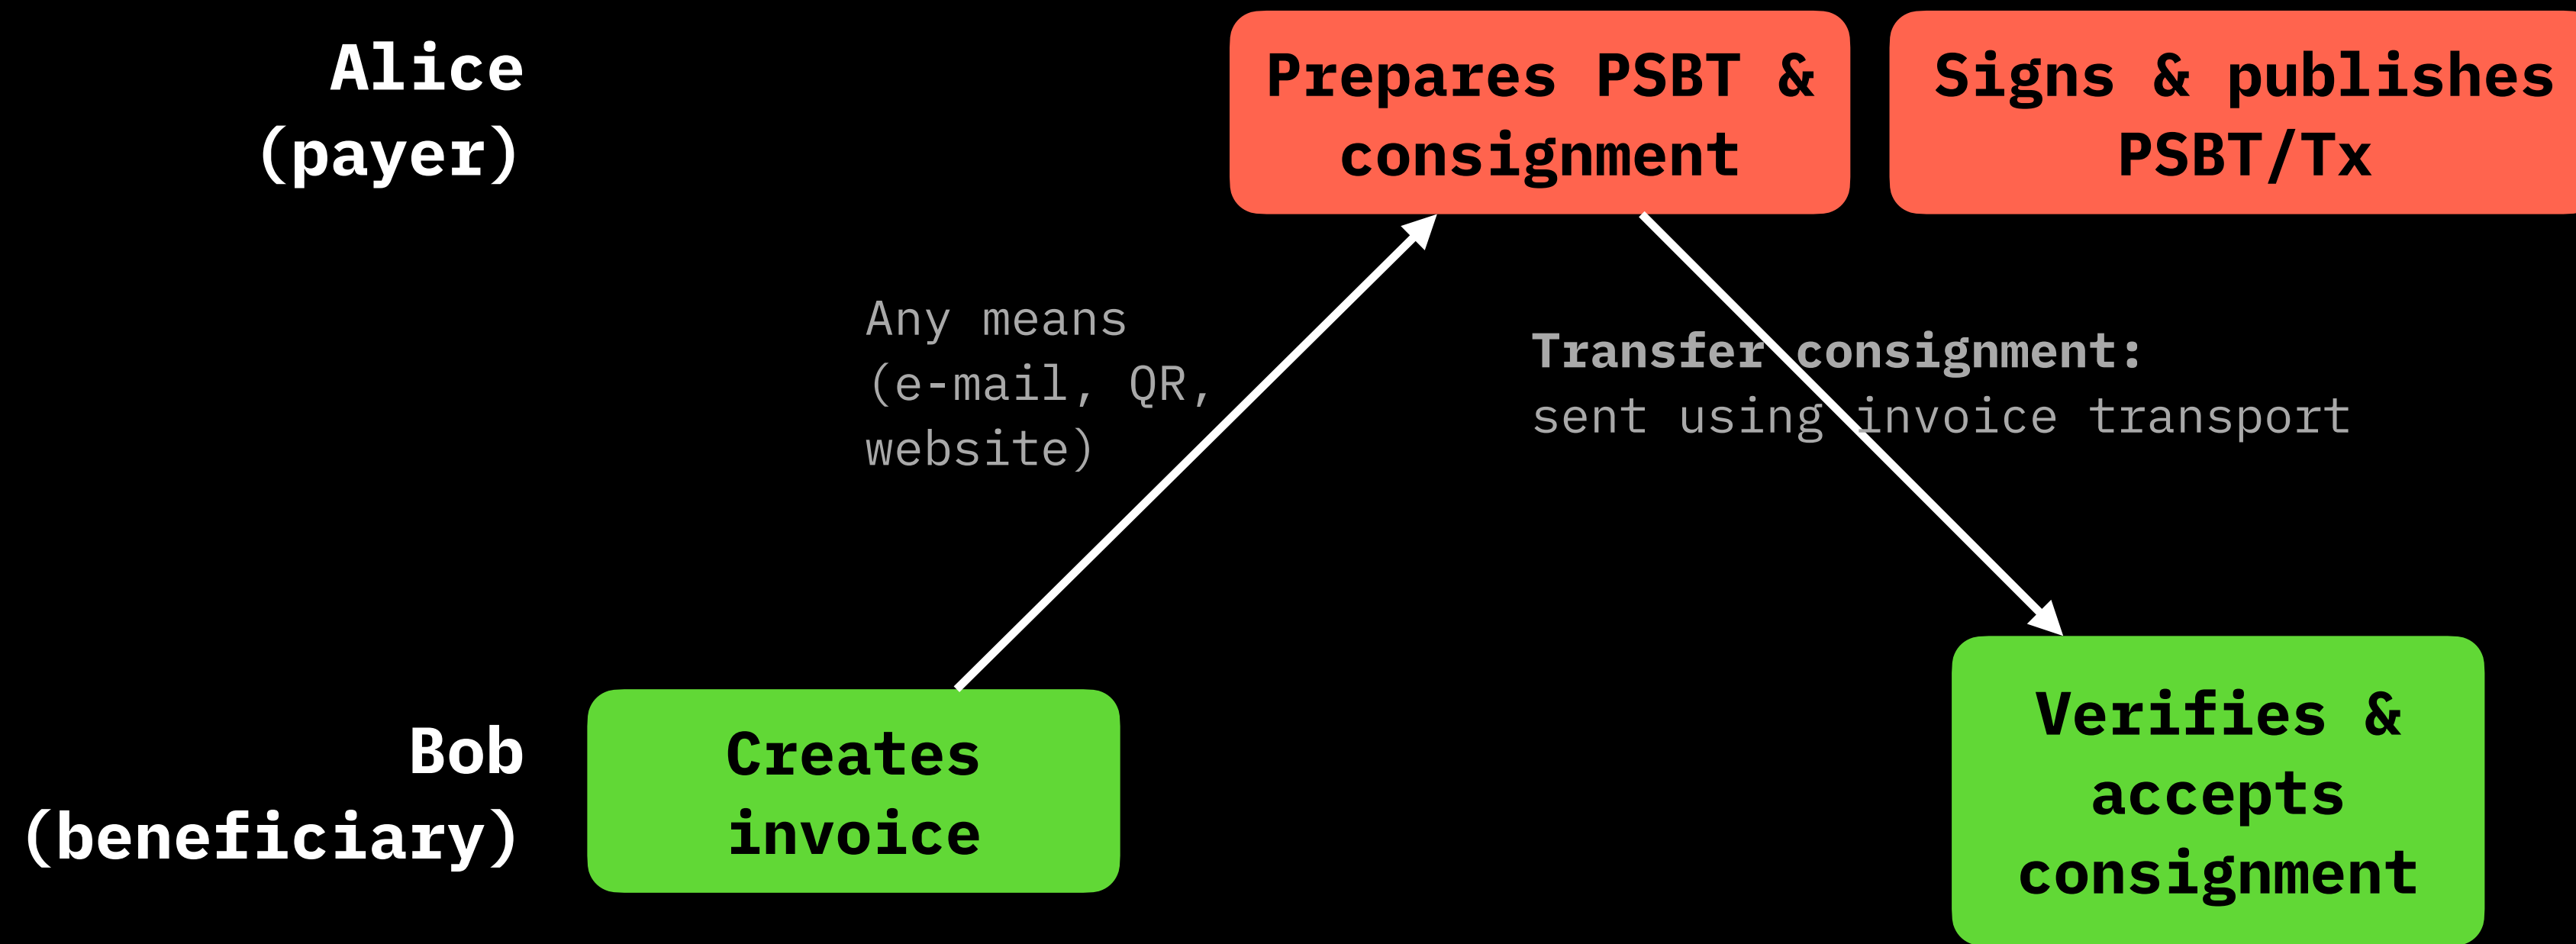 Alice
(payer)
Prepares PSBT &
consignment
Signs & publishes
PSBT/Tx
Any means
(e-mail, QR,
website)
Transfer consignment:
sent using invoice transport
Bob
(beneficiary)
Creates
invoice
Verifies &
accepts
consignment